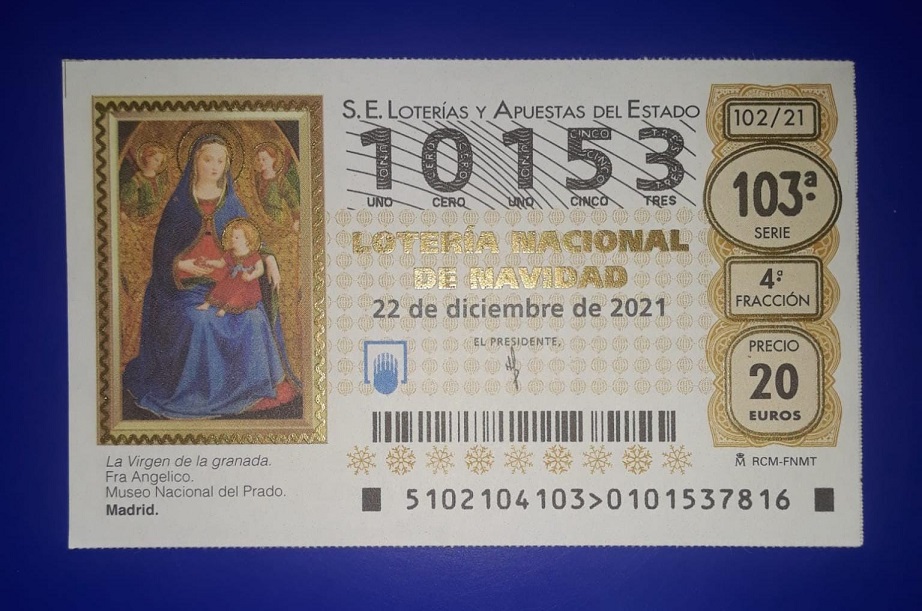 S.E. LOTERÍAS Y APUESTAS DEL ESTADO
10153
UNO CERO UNO CINCO TRES
LOTERÍA NACIONAL
DE NAVIDAD
22 de diciembre de 2021
EL PRESIDENTE,
102/21
103ª
SERIE
4ª
FRACCIÓN
PRECIO
20
EUROS
RCM-FNMT
5102104103>0101537816
La Virgen de la granada.
Fra Angelico.
Museo Nacional del Prado.
Madrid.